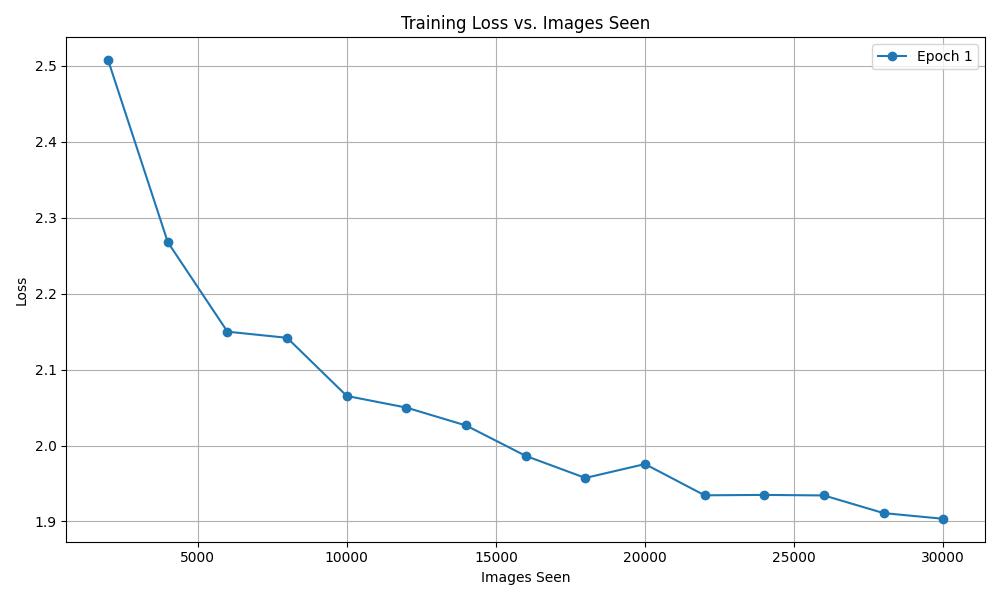 Training Loss vs. Images Seen
Epoch 1
2.5
2.4
2.3
2.2
2.1
2.0
1.9
Loss
5000 10000 15000 20000 25000 30000
Images Seen